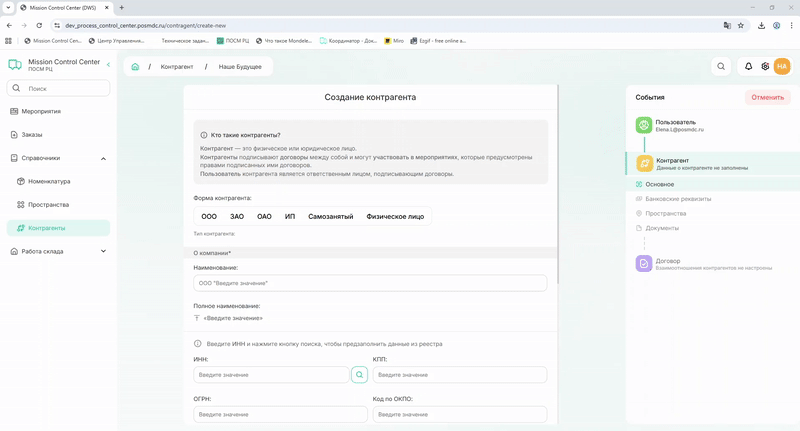 Mission Control Center (DWS)
dev_process_control_center.posmdc.ru/contragent/create-new
Mission Control Cen...
Центр Управления...
Техническое задан...
ПОСМ РЦ
Что такое Mondele...
Координатор - Док...
Miro
Ezgif - free online a...
Mission Control Center
ПОСМ РЦ
Поиск
Мероприятия
Заказы
Справочники
Номенклатура
Пространства
Контрагенты
Работа склада
/ Контрагент / Наше Будущее
НА
Создание контрагента
Кто такие контрагенты?
Контрагент — это физическое или юридическое лицо.
Контрагенты подписывают договоры между собой и могут участвовать в мероприятиях, которые предусмотрены
правами подписанных ими договоров.
Пользователь контрагента является ответственным лицом, подписывающим договоры.
Форма контрагента:
ООО ЗАО ОАО ИП Самозанятый Физическое лицо
Тип контрагента:
О компании*
Наименование:
ООО "Введите значение"
Полное наименование:
«Введите значение»
Введите ИНН и нажмите кнопку поиска, чтобы предзаполнить данные из реестра
ИНН: КПП:
Введите значение Введите значение
ОГРН: Код по ОКПО:
Введите значение Введите значение
События
Отменить
Пользователь
Elena.L@posmdc.ru
Контрагент
Данные о контрагенте не заполнены
Основное
Банковские реквизиты
Пространства
Документы
Договор
Взаимоотношения контрагентов не настроены